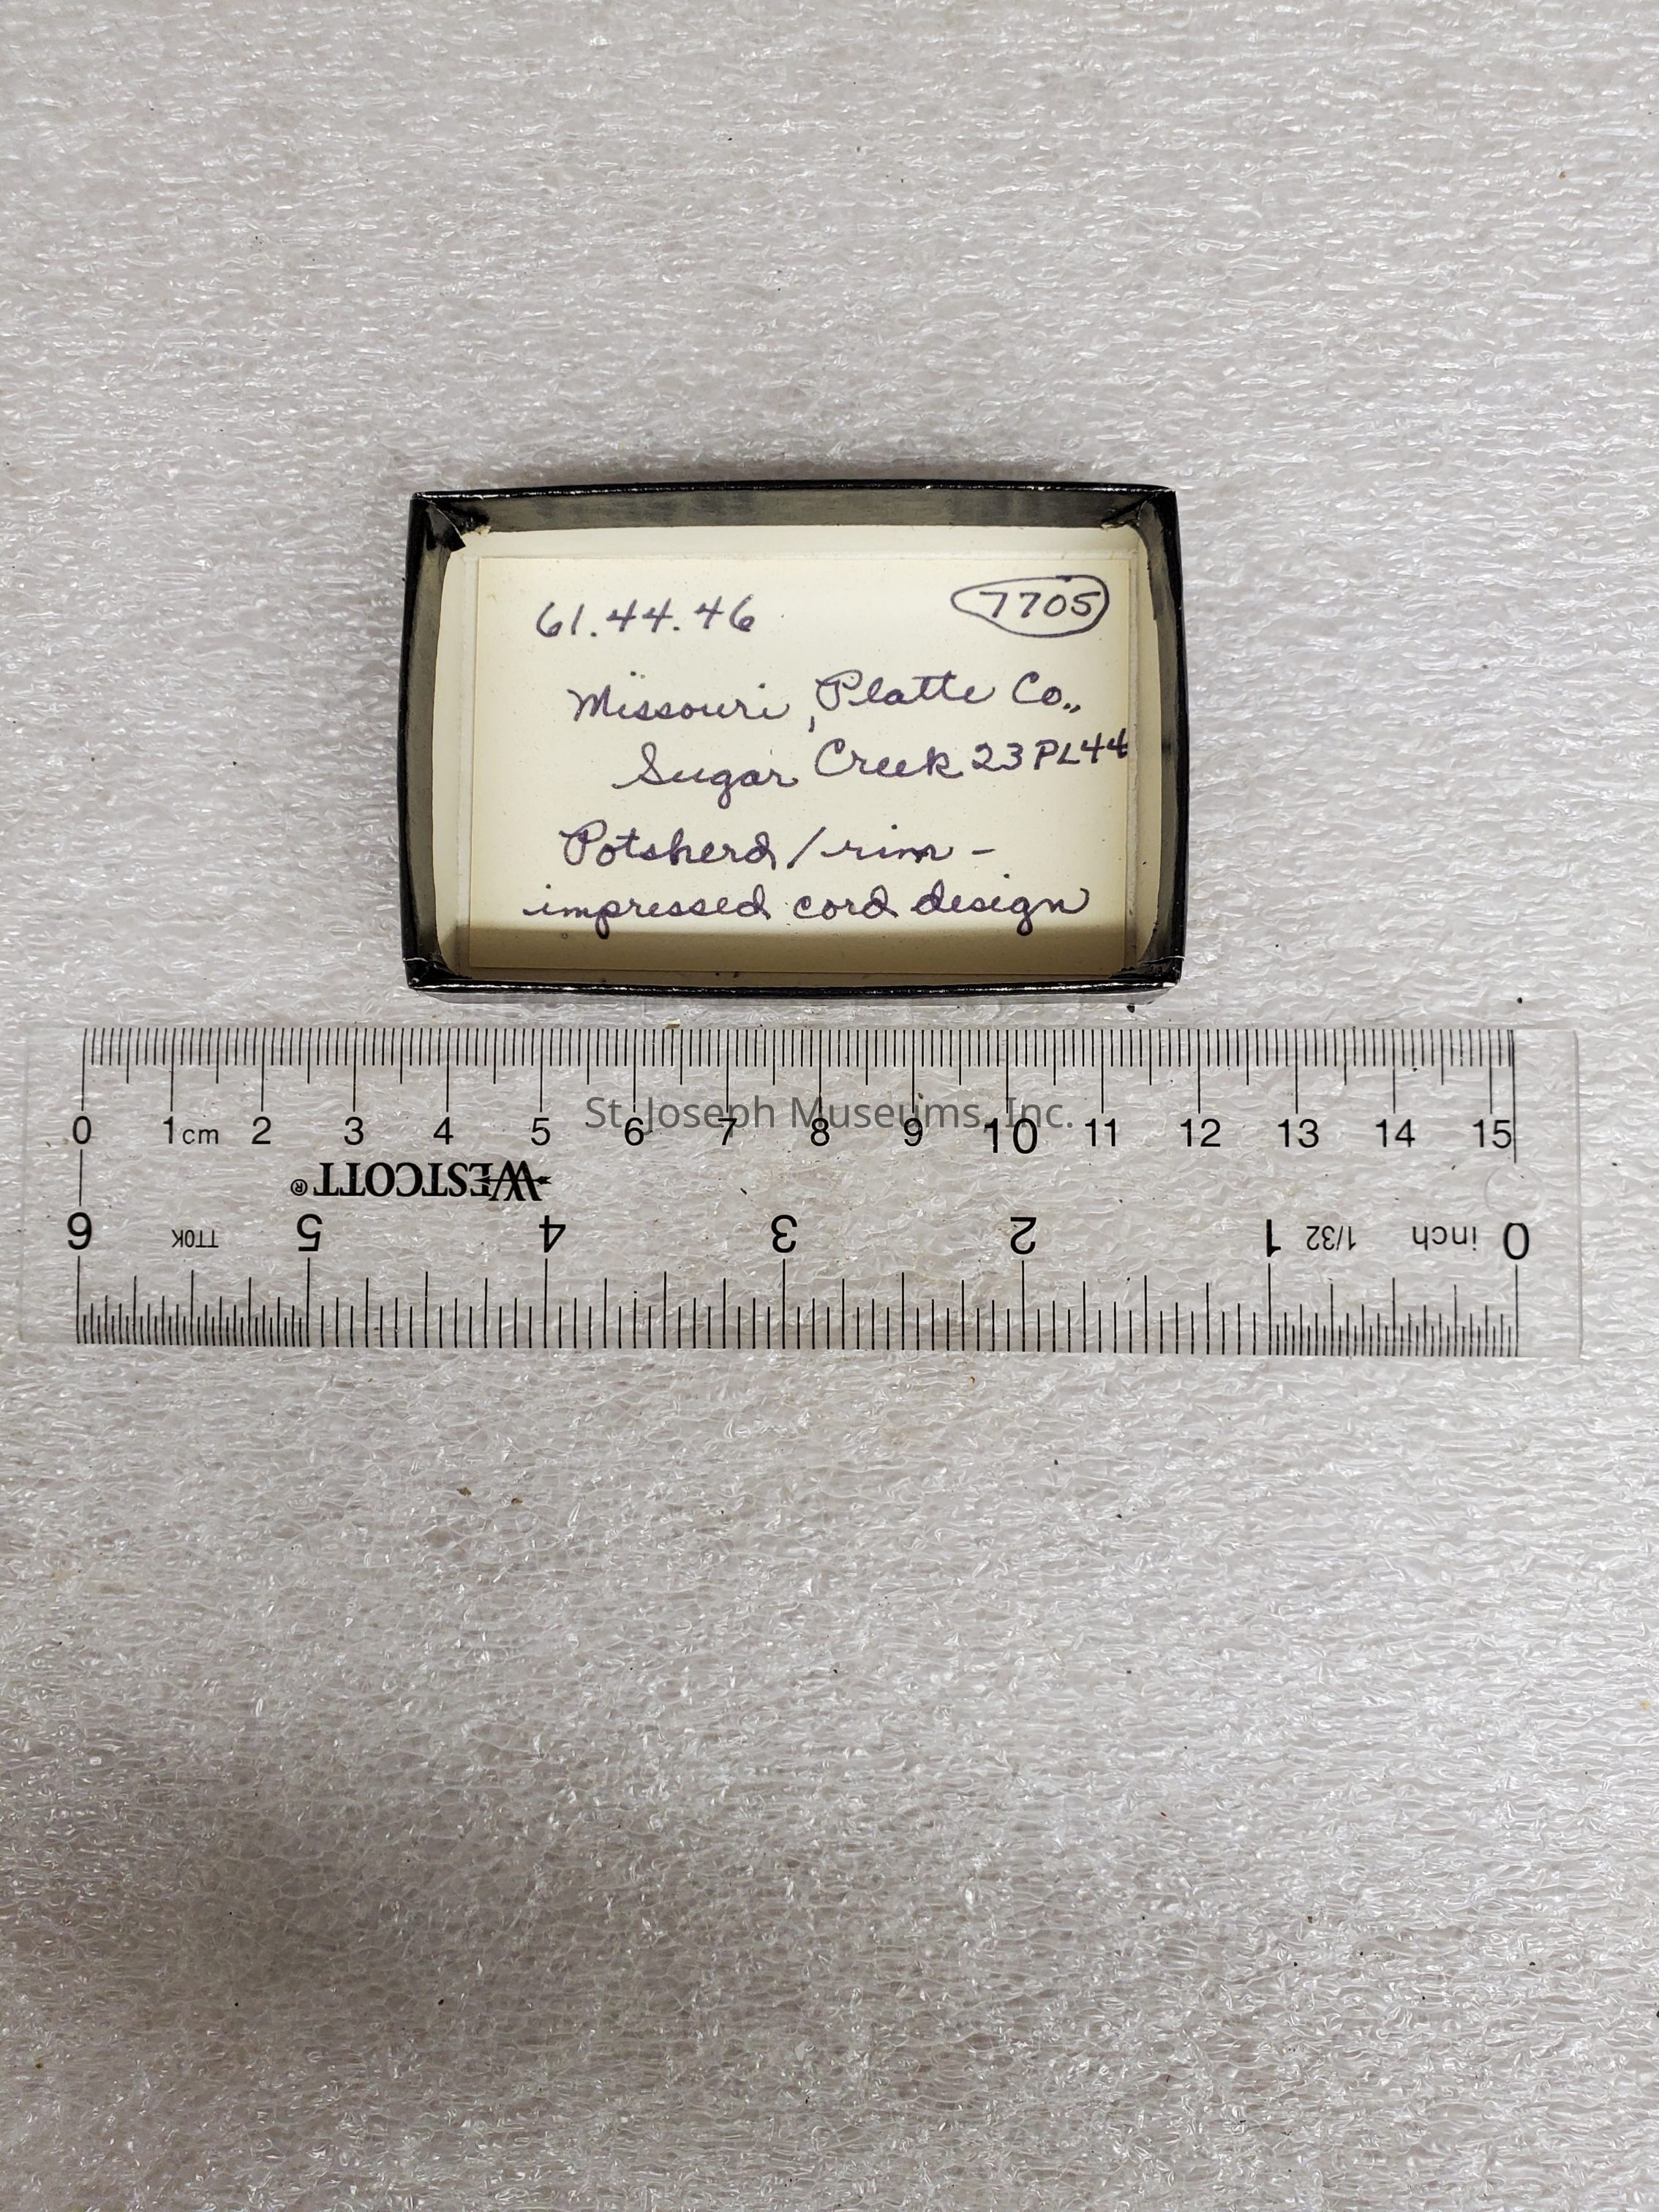 61.44.46 7705
Missouri, Platte Co.,
Sugar Creek 23PL44
Potsherd / rim -
impressed cord design
St. Joseph Museums, Inc.
0 1cm 2 3 4 5 6 7 8 9 10 11 12 13 14 15
WESTCOTT®
6 TT0K 5 4 3 2 1 1/32 inch 0